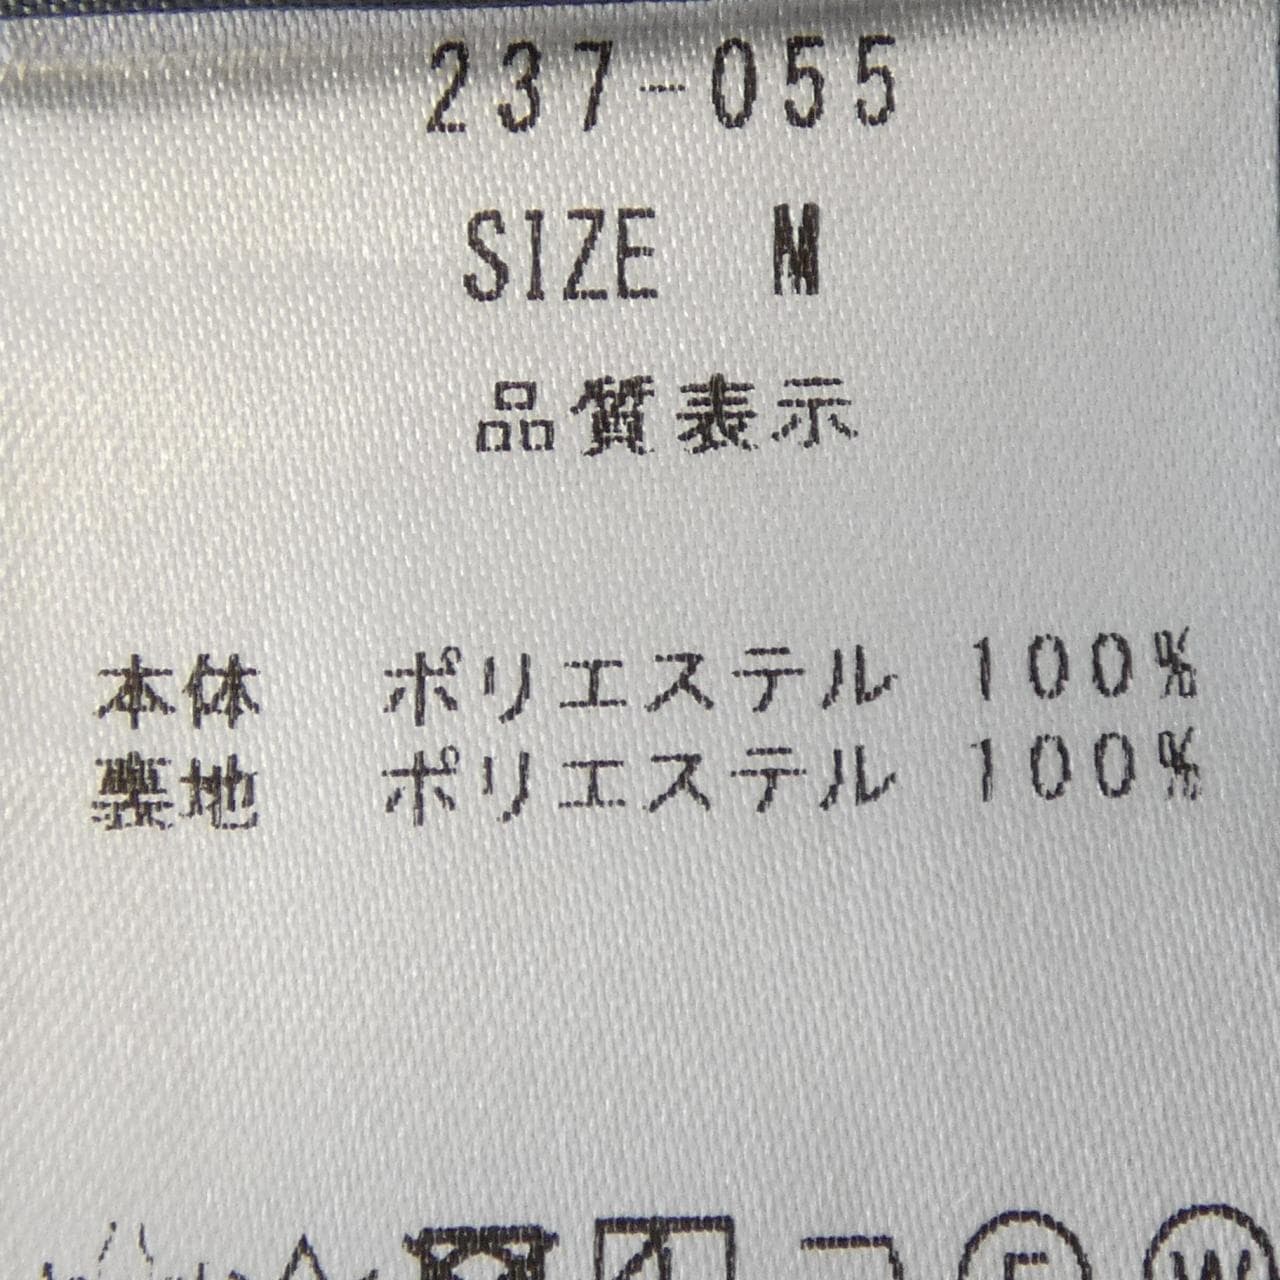 237-055
SIZE M
品質表示
本体 ポリエステル 100%
裏地 ポリエステル 100%
F W